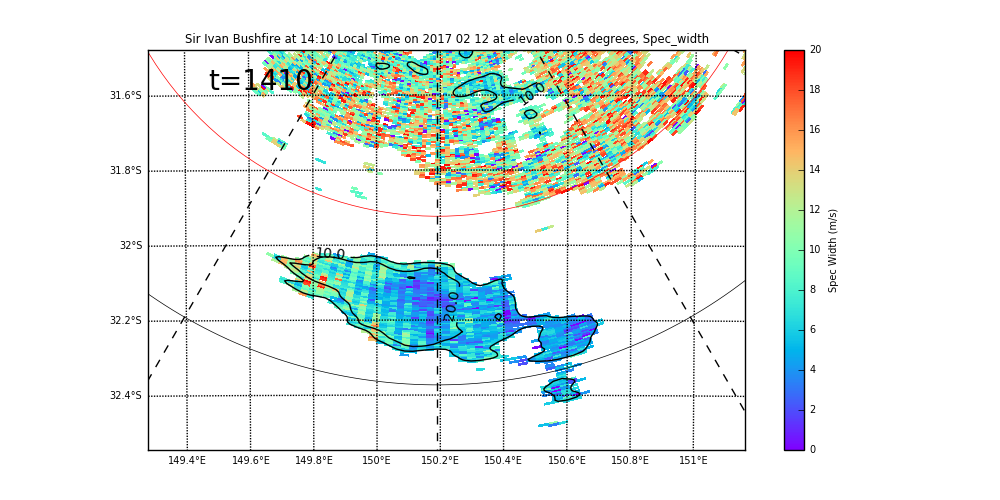 Sir Ivan Bushfire at 14:10 Local Time on 2017 02 12 at elevation 0.5 degrees, Spec_width
t=1410
10.0
10.0
20.0
31.6°S
31.8°S
32°S
32.2°S
32.4°S
149.4°E 149.6°E 149.8°E 150°E 150.2°E 150.4°E 150.6°E 150.8°E 151°E
20
18
16
14
12
10
8
6
4
2
0
Spec Width (m/s)